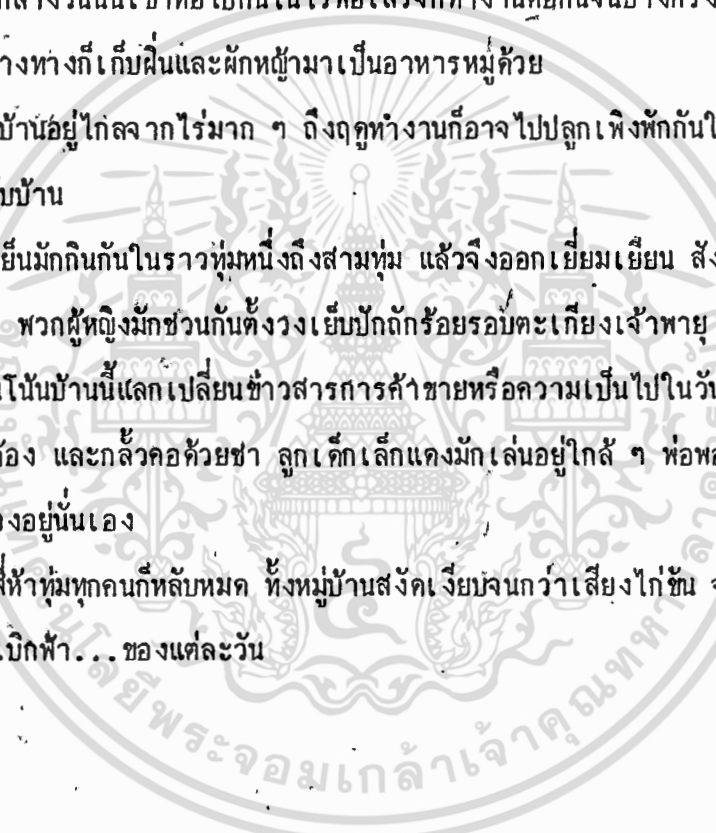 กลางวันนั้นเขาห่อไปกินในไร่
างทางก็เก็บฝืนและผักหญ้ามาเป็นอาหารหมู่ด้วย
บ้านอยู่ไกลจากไร่มาก ๆ ถึงฤดูทำงานก็อาจไปปลูกเพิงพักกันใ
บบ้าน
ย็นมักกินกันในราวทุ่มหนึ่งถึงสามทุ่ม แล้วจึงออกเยี่ยมเยียน สัง
พวกผู้หญิงมักชวนกันตั้งวงเย็บปักถักร้อยรอบตะเกียงเจ้าพายุ
นโน้นบ้านนี้แลกเปลี่ยนข่าวสารการค้าขายหรือความเป็นไปในวัน
้อง และกลั้วคอด้วยชา ลูกเด็กเล็กแดงมักเล่นอยู่ใกล้ ๆ พ่อพอ
งอยู่นั่นเอง
สี่ห้าทุ่มทุกคนก็หลับหมด ทั้งหมู่บ้านสงัดเงียบจนกว่าเสียงไก่ขัน จ
.เบิกฟ้า...ของแต่ละวัน
โลยีพระจอมเกล้าเจ้าคุณทหารลาด